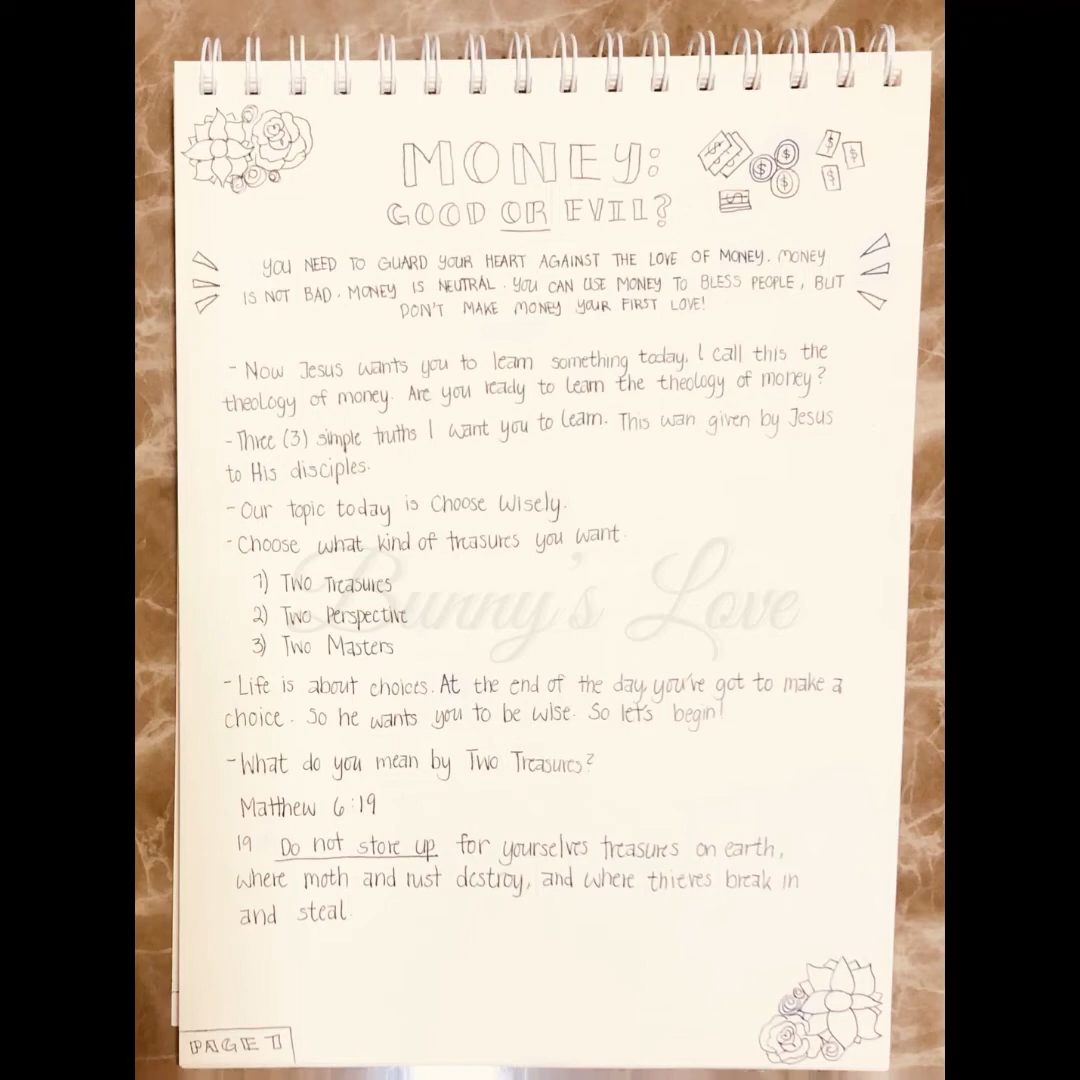 MONEY:
GOOD OR EVIL?
YOU NEED TO GUARD YOUR HEART AGAINST THE LOVE OF MONEY. MONEY
IS NOT BAD. MONEY IS NEUTRAL. YOU CAN USE MONEY TO BLESS PEOPLE, BUT
DON'T MAKE MONEY YOUR FIRST LOVE!
- Now Jesus wants you to learn something today, I call this the
theology of money. Are you ready to learn the theology of money?
- Three (3) simple truths I want you to learn. This wan given by Jesus
to His disciples.
- Our topic today is Choose Wisely.
- Choose what kind of treasures you want.
1) Two Treasures
2) Two Perspective
3) Two Masters
Bunny's Love
- Life is about choices. At the end of the day, you've got to make a
choice. So he wants you to be wise. So let's begin!
- What do you mean by Two Treasures?
Matthew 6:19
19 Do not store up for yourselves treasures on earth,
where moth and rust destroy, and where thieves break in
and steal.
PAGE 1